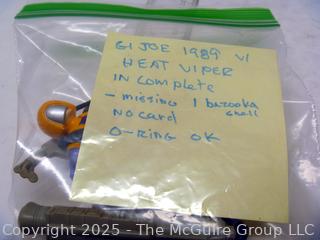 GI JOE 1989 V1
HEAT VIPER
INCOMPLETE
- missing 1 bazooka
shell
NO card
O-RING OK
Copyright 2025 - The McGuire Group LLC